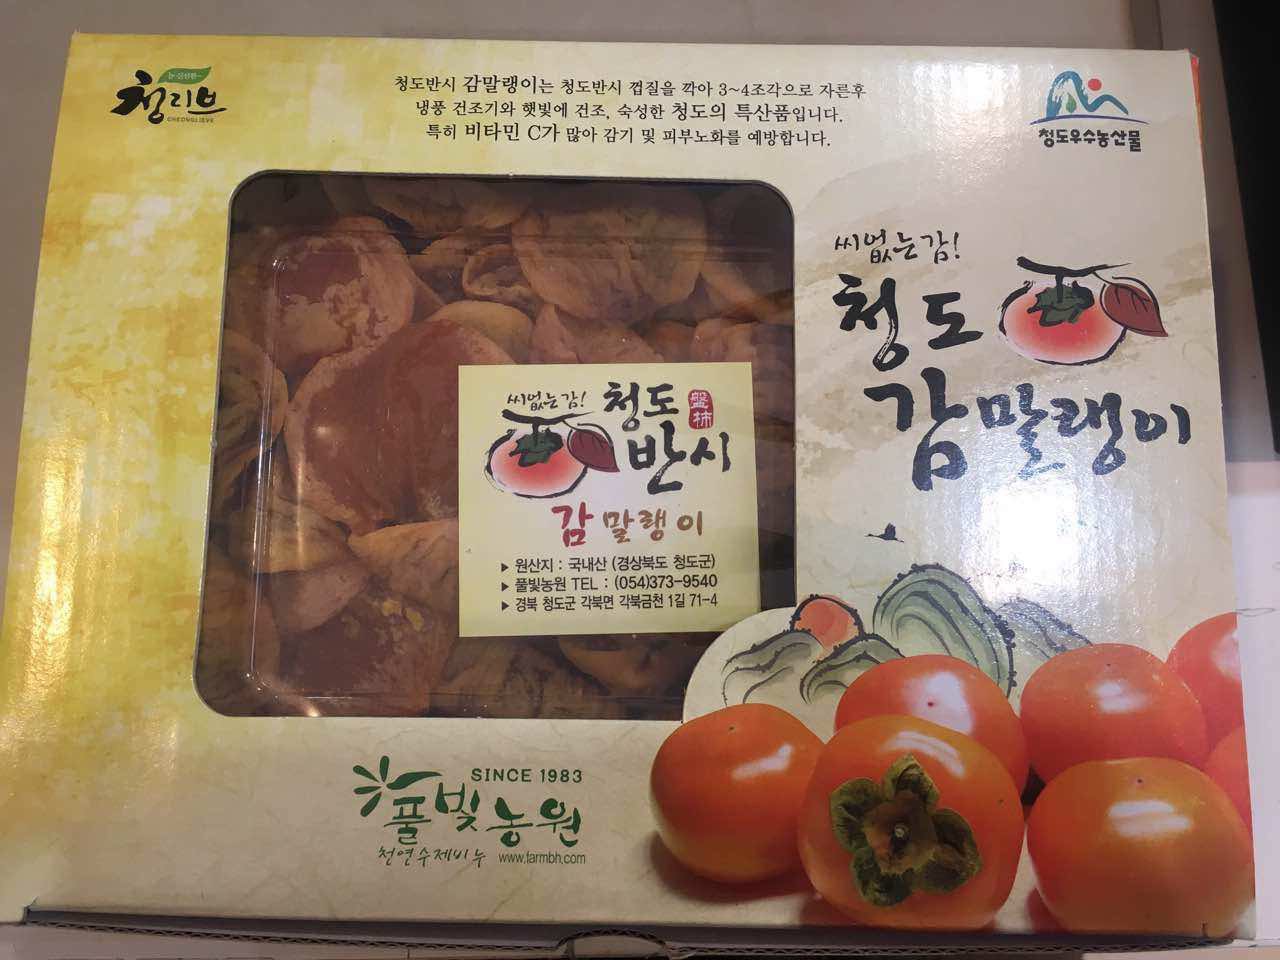 청리브
CHEONGLIEVE
청도반시 감말랭이는 청도반시 껍질을 깍아 3~4조각으로 자른후
냉풍 건조기와 햇빛에 건조, 숙성한 청도의 특산품입니다.
특히 비타민 C가 많아 감기 및 피부노화를 예방합니다.
청도우수농산물
씨없는감!
청도
감말랭이
씨없는감!
청도
盤柿
반시
감말랭이
▶ 원산지 : 국내산 (경상북도 청도군)
▶ 풀빛농원 TEL : (054)373-9540
▶ 경북 청도군 각북면 각북금천 1길 71-4
SINCE 1983
풀빛농원
천연수제비누 www.farmbh.com